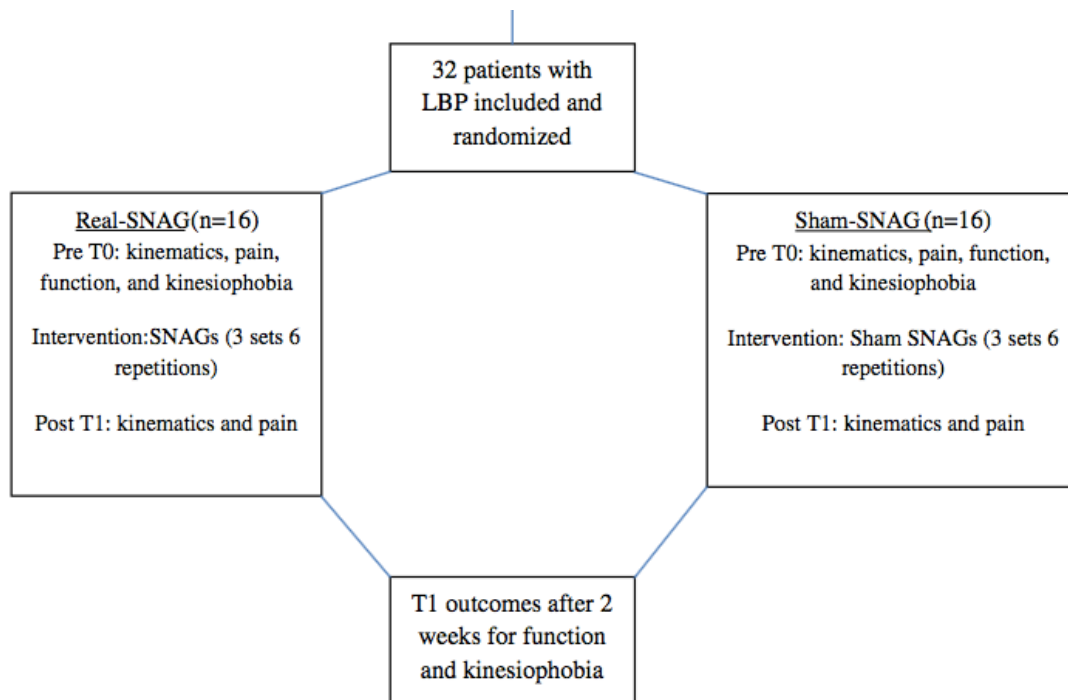 32 patients with
LBP included and
randomized
Real-SNAG(n=16)
Pre T0: kinematics, pain,
function, and kinesiophobia
Intervention:SNAGs (3 sets 6
repetitions)
Post T1: kinematics and pain
Sham-SNAG (n=16)
Pre T0: kinematics, pain, function,
and kinesiophobia
Intervention: Sham SNAGs (3 sets 6
repetitions)
Post T1: kinematics and pain
T1 outcomes after 2
weeks for function
and kinesiophobia